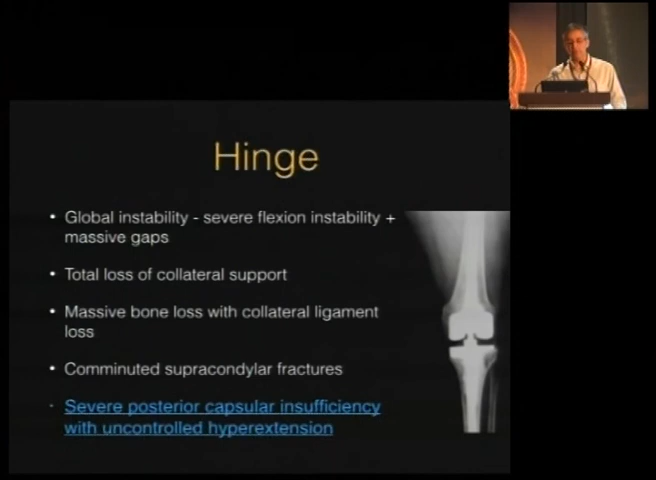 Hinge
• Global instability - severe flexion instability +
massive gaps
• Total loss of collateral support
• Massive bone loss with collateral ligament
loss
• Comminuted supracondylar fractures
• Severe posterior capsular insufficiency
with uncontrolled hyperextension